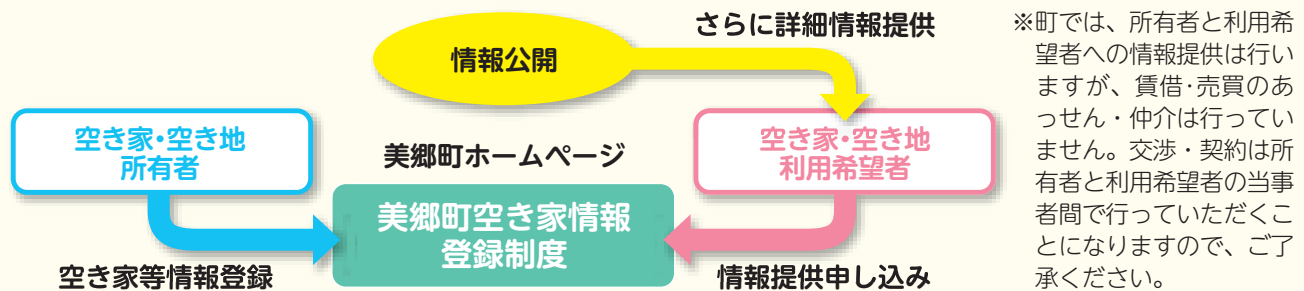 さらに詳細情報提供
情報公開
空き家・空き地
所有者
美郷町ホームページ
空き家・空き地
利用希望者
美郷町空き家情報
登録制度
空き家等情報登録
情報提供申し込み
※町では、所有者と利用希
望者への情報提供は行い
ますが、賃借・売買のあ
っせん・仲介は行ってい
ません。交渉・契約は所
有者と利用希望者の当事
者間で行っていただくこ
とになりますので、ご了
承ください。